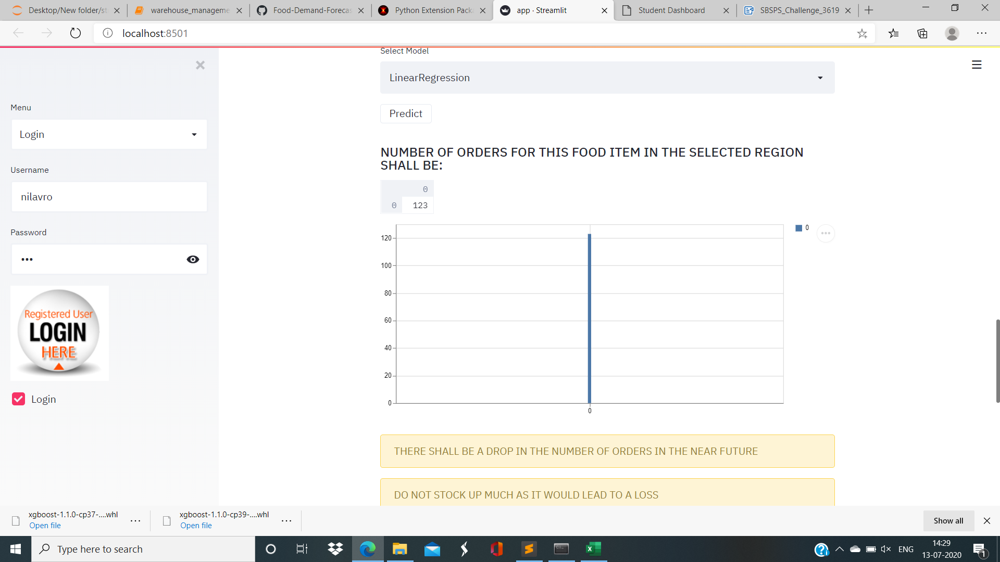 Desktop/New folder/st
warehouse_manageme
Food-Demand-Forecas
Python Extension Pack
app · Streamlit
Student Dashboard
SBSPS_Challenge_3619
localhost:8501
Menu
Login
Username
nilavro
Password
•••
Registered User
LOGIN
HERE
Login
Select Model
LinearRegression
Predict
NUMBER OF ORDERS FOR THIS FOOD ITEM IN THE SELECTED REGION
SHALL BE:
0
0 123
120
100
80
60
40
20
0
0
0
THERE SHALL BE A DROP IN THE NUMBER OF ORDERS IN THE NEAR FUTURE
DO NOT STOCK UP MUCH AS IT WOULD LEAD TO A LOSS
xgboost-1.1.0-cp37-....whl
Open file
xgboost-1.1.0-cp39-....whl
Open file
Show all
Type here to search
ENG
14:29
13-07-2020
1